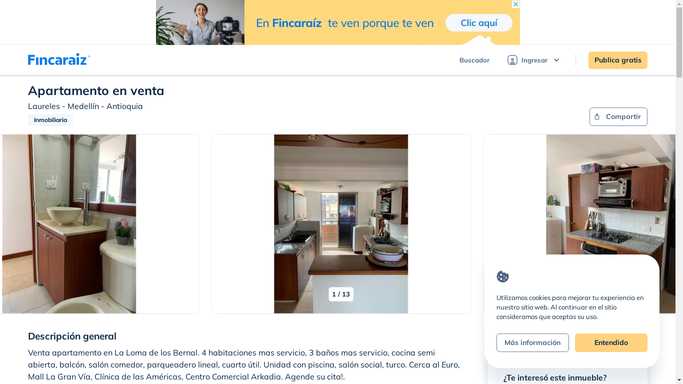 En Fincaraíz te ven porque te ven
Clic aquí
Fincaraiz
Buscador
Ingresar
Publica gratis
Apartamento en venta
Laureles - Medellín - Antioquia
Inmobiliaria
Compartir
1 / 13
Utilizamos cookies para mejorar tu experiencia en
nuestro sitio web. Al continuar en el sitio
consideramos que aceptas su uso.
Más información
Entendido
Descripción general
Venta apartamento en La Loma de los Bernal. 4 habitaciones mas servicio, 3 baños mas servicio, cocina semi
abierta, balcón, salón comedor, parqueadero lineal, cuarto útil. Unidad con piscina, salón social, turco. Cerca al Euro,
Mall La Gran Vía, Clínica de las Américas, Centro Comercial Arkadia. Agende su cita!.
¿Te interesó este inmueble?